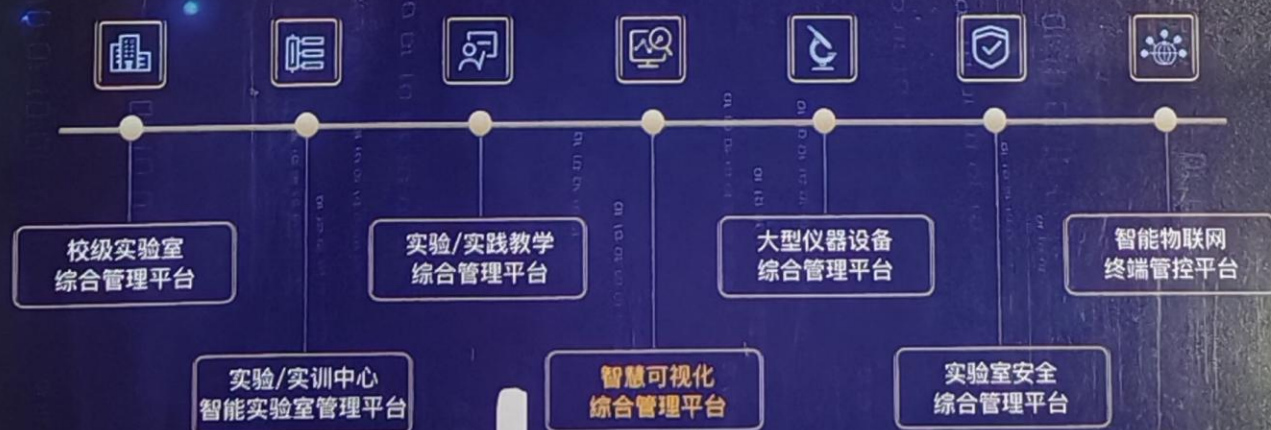 校级实验室
综合管理平台
实验/实训中心
智能实验室管理平台
实验/实践教学
综合管理平台
智慧可视化
综合管理平台
大型仪器设备
综合管理平台
实验室安全
综合管理平台
智能物联网
终端管控平台